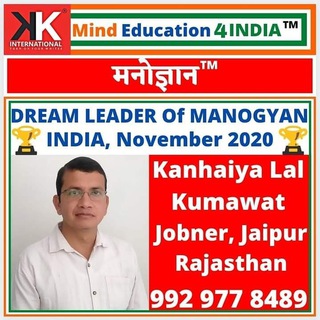 KK
INTERNATIONAL
Mind Education 4INDIA™
मनोज्ञान™
DREAM LEADER Of MANOGYAN
INDIA, November 2020
Kanhaiya Lal
Kumawat
Jobner, Jaipur
Rajasthan
992 977 8489